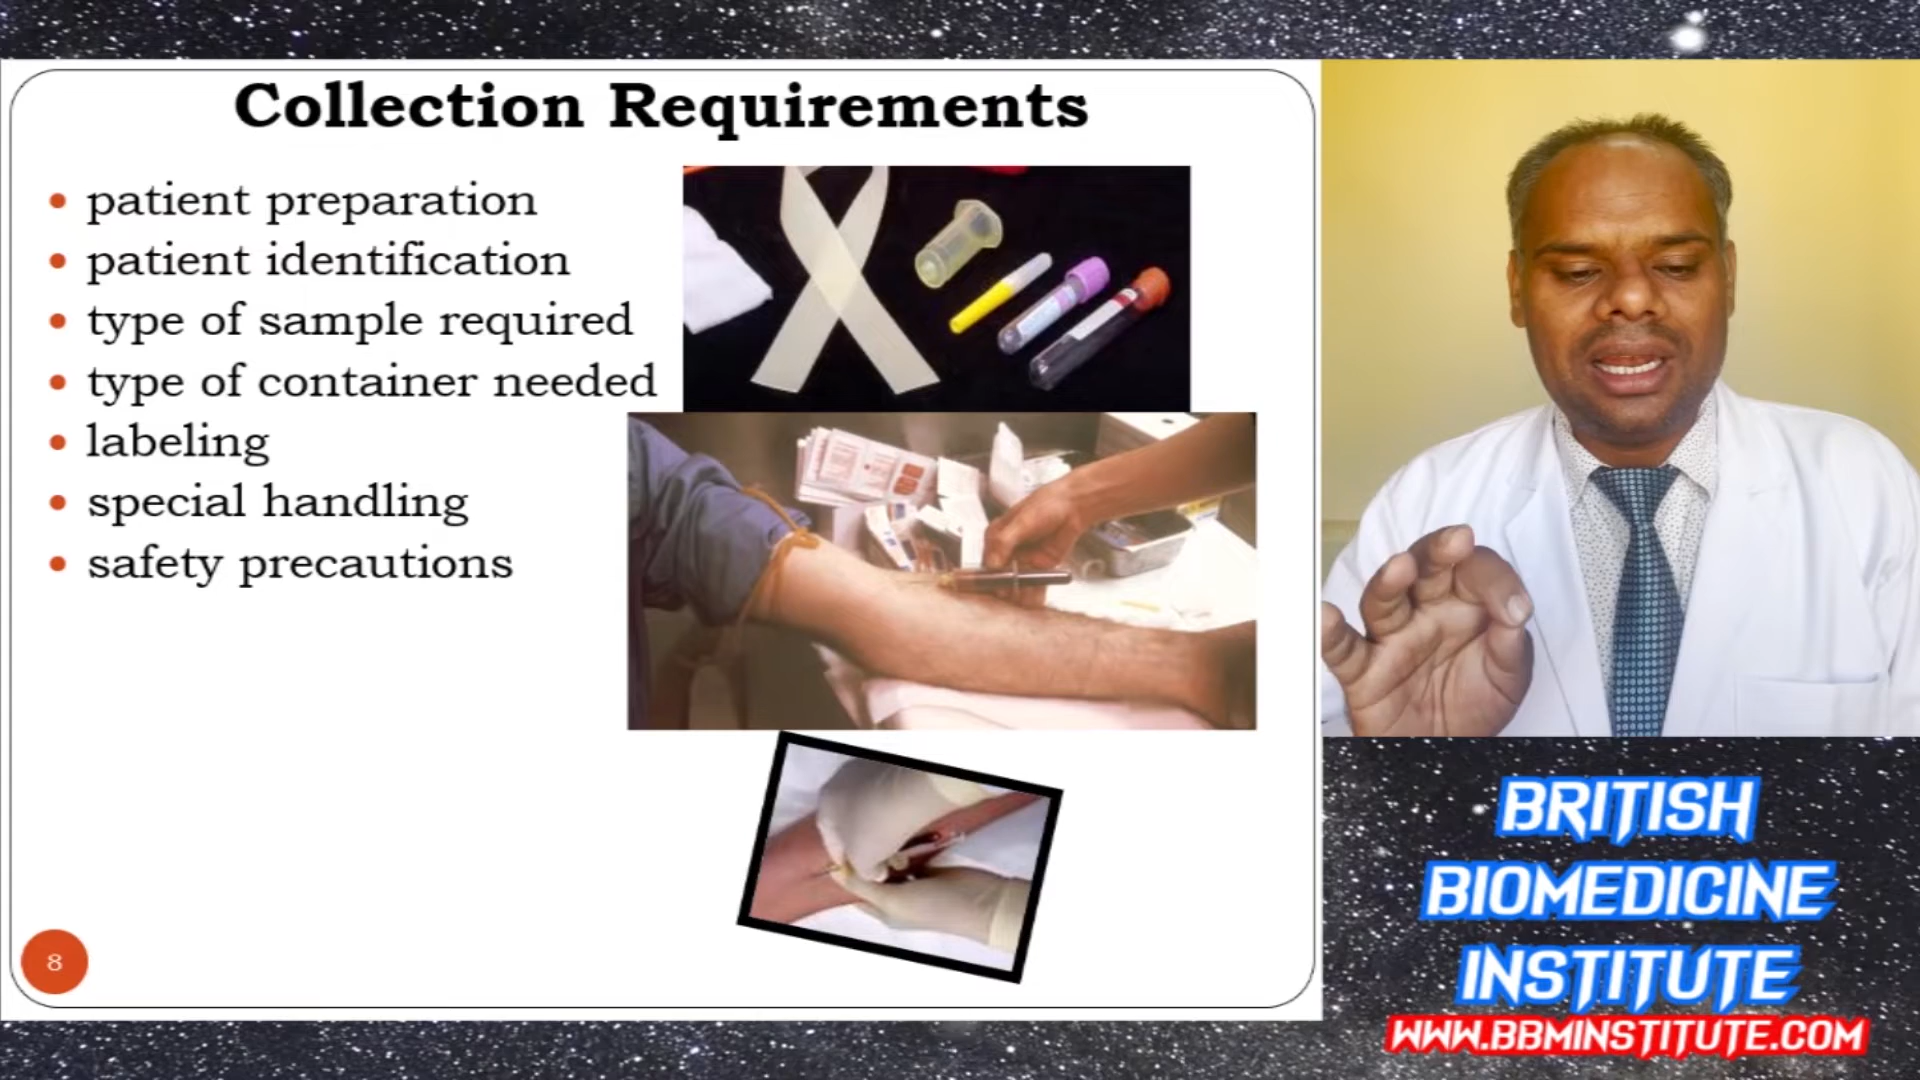 Collection Requirements
patient preparation
patient identification
type of sample required
type of container needed
labeling
special handling
safety precautions
8
BRITISH
BIOMEDICINE
INSTITUTE
WWW.BBMINSTITUTE.COM